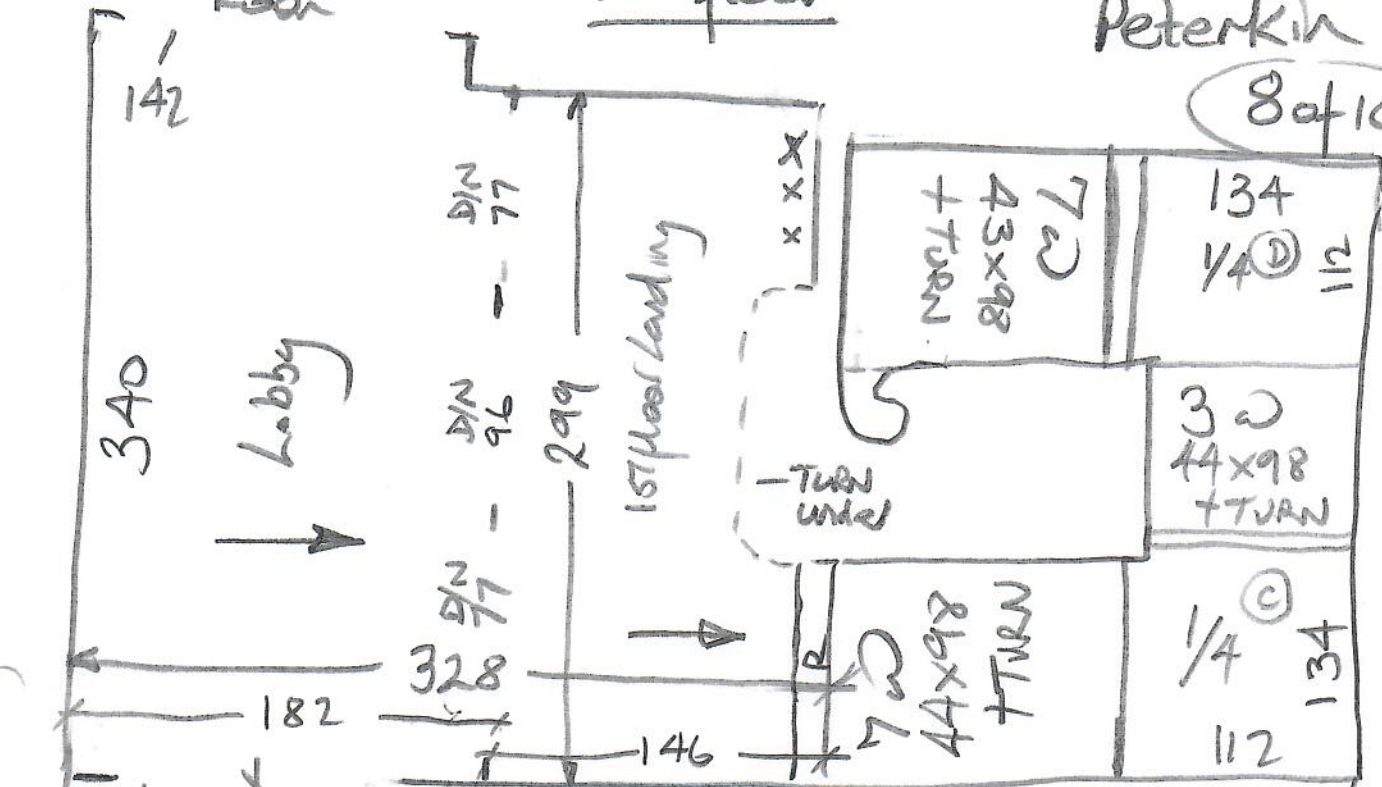 Peterkin
8 of 10
142
340
Lobby
D/N
77
D/N
96
D/N
77
299
1st floor Landing
x x x
7 W
43x98
+ TURN
134
1/4 D
112
3 W
44x98
+ TURN
- TURN
under
R
7 W
44x98
+ TURN
C
1/4
134
112
328
182
146